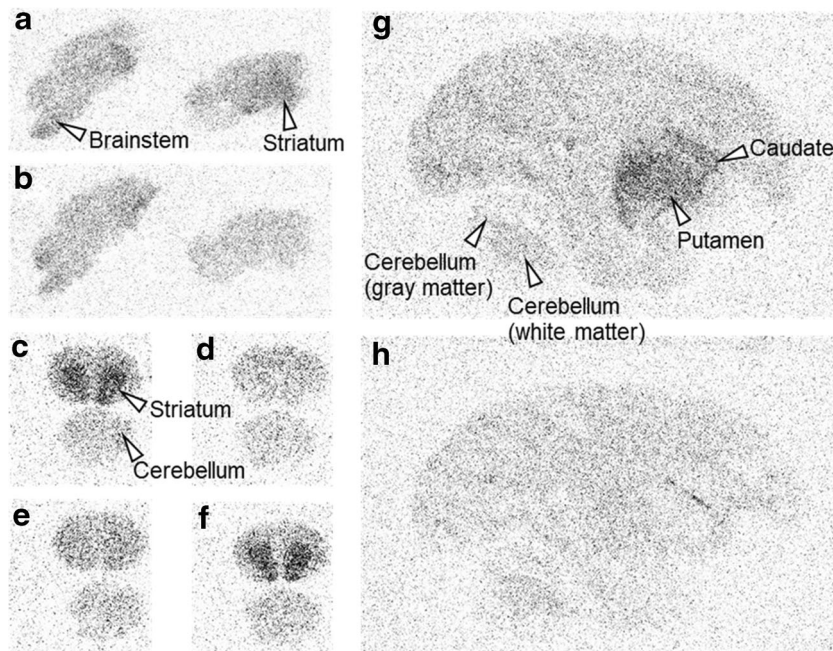 a
Brainstem
Striatum
b
c
d
Striatum
Cerebellum
e
f
g
Caudate
Putamen
Cerebellum
(gray matter)
Cerebellum
(white matter)
h